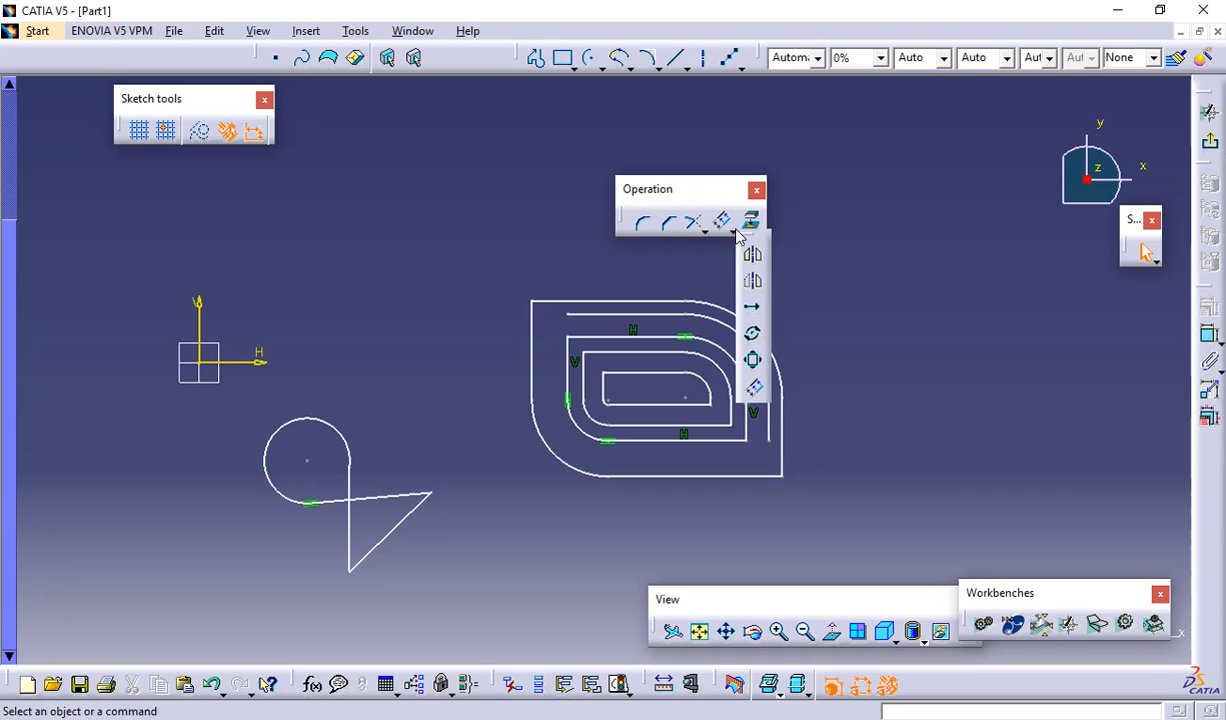 CATIA V5 - [Part1]
Start ENOVIA V5 VPM File Edit View Insert Tools Window Help
Automa 0% Auto Auto Aut Aut None
Sketch tools
Operation
y
x
z
S...
V
H
H
V
V
H
View
Workbenches
x
f(x)
DS
CATIA
Select an object or a command